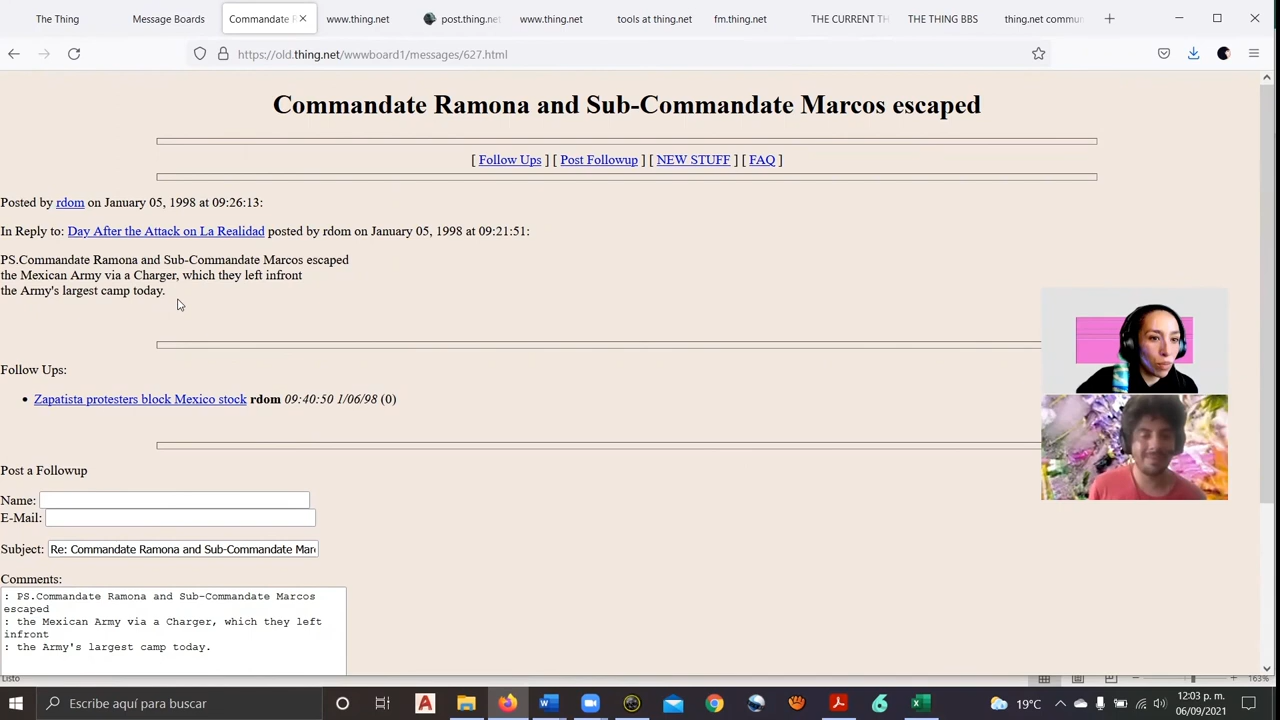 The Thing
Message Boards
Commandate R
www.thing.net
post.thing.net
www.thing.net
tools at thing.net
fm.thing.net
THE CURRENT TH
THE THING BBS
thing.net commun
https://old.thing.net/wwwboard1/messages/627.html
Commandate Ramona and Sub-Commandate Marcos escaped
[ Follow Ups ] [ Post Followup ] [ NEW STUFF ] [ FAQ ]
Posted by rdom on January 05, 1998 at 09:26:13:
In Reply to: Day After the Attack on La Realidad posted by rdom on January 05, 1998 at 09:21:51:
PS.Commandate Ramona and Sub-Commandate Marcos escaped
the Mexican Army via a Charger, which they left infront
the Army's largest camp today.
Follow Ups:
• Zapatista protesters block Mexico stock rdom 09:40:50 1/06/98 (0)
Post a Followup
Name:
E-Mail:
Subject: Re: Commandate Ramona and Sub-Commandate Mar
Comments:
: PS.Commandate Ramona and Sub-Commandate Marcos
escaped
: the Mexican Army via a Charger, which they left
infront
: the Army's largest camp today.
Listo
163%
Escribe aquí para buscar
19°C
12:03 p. m.
06/09/2021